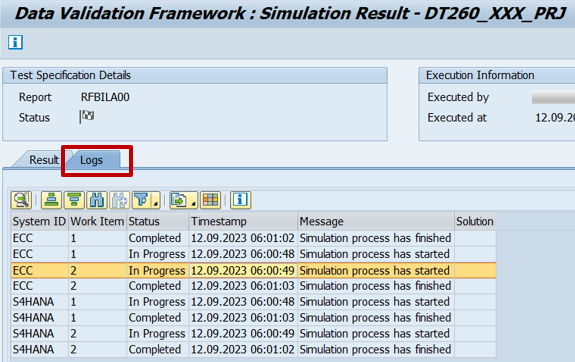 Data Validation Framework : Simulation Result - DT260_XXX_PRJ
Test Specification Details
Report RFBILA00
Status
Execution Information
Executed by
Executed at 12.09.20
Result Logs
System ID Work Item Status Timestamp Message Solution
ECC 1 Completed 12.09.2023 06:01:02 Simulation process has finished
ECC 1 In Progress 12.09.2023 06:00:48 Simulation process has started
ECC 2 In Progress 12.09.2023 06:00:49 Simulation process has started
ECC 2 Completed 12.09.2023 06:01:03 Simulation process has finished
S4HANA 1 In Progress 12.09.2023 06:00:48 Simulation process has started
S4HANA 1 Completed 12.09.2023 06:01:03 Simulation process has finished
S4HANA 2 In Progress 12.09.2023 06:00:49 Simulation process has started
S4HANA 2 Completed 12.09.2023 06:01:02 Simulation process has finished